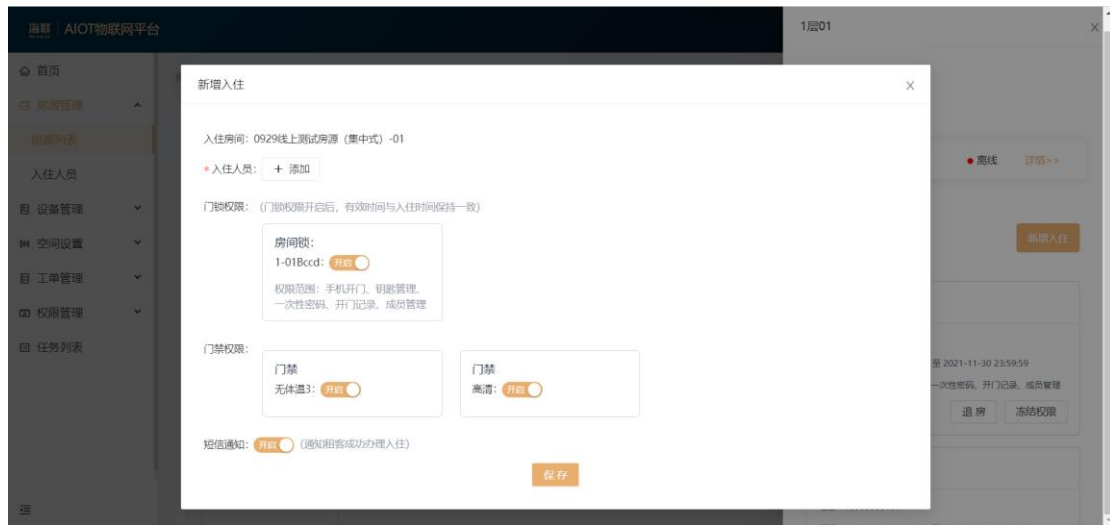 海慧 AIOT物联网平台
1层01
首页
房源管理
房源列表
入住人员
设备管理
空间设置
工单管理
权限管理
任务列表
新增入住
入住房间：0929线上测试房源（集中式）-01
*入住人员： + 添加
门锁权限：（门锁权限开启后，有效时间与入住时间保持一致）
房间锁：
1-01Bccd： 开启
权限范围：手机开门、钥匙管理、
一次性密码、开门记录、成员管理
门禁权限：
门禁
无体温3： 开启
门禁
高清： 开启
短信通知： 开启 （通知租客成功办理入住）
保存
离线 详情>>
新增入住
至 2021-11-30 23:59:59
一次性密码、开门记录、成员管理
退房 冻结权限